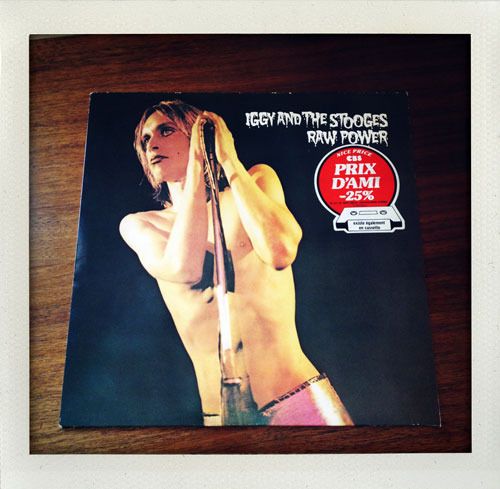 IGGY AND THE STOOGES
RAW POWER
NICE PRICE
CBS
PRIX
D'AMI
-25%
existe également
en cassette